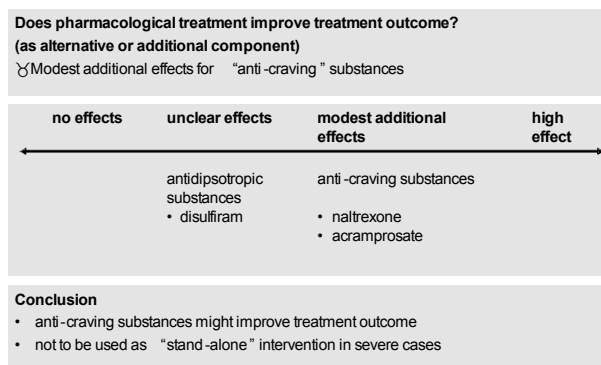 Does pharmacological treatment improve treatment outcome?
(as alternative or additional component)
♉Modest additional effects for “anti-craving” substances
no effects unclear effects modest additional effects high effect
antidipsotropic substances
• disulfiram
anti-craving substances
• naltrexone
• acramprosate
Conclusion
• anti-craving substances might improve treatment outcome
• not to be used as “stand-alone” intervention in severe cases